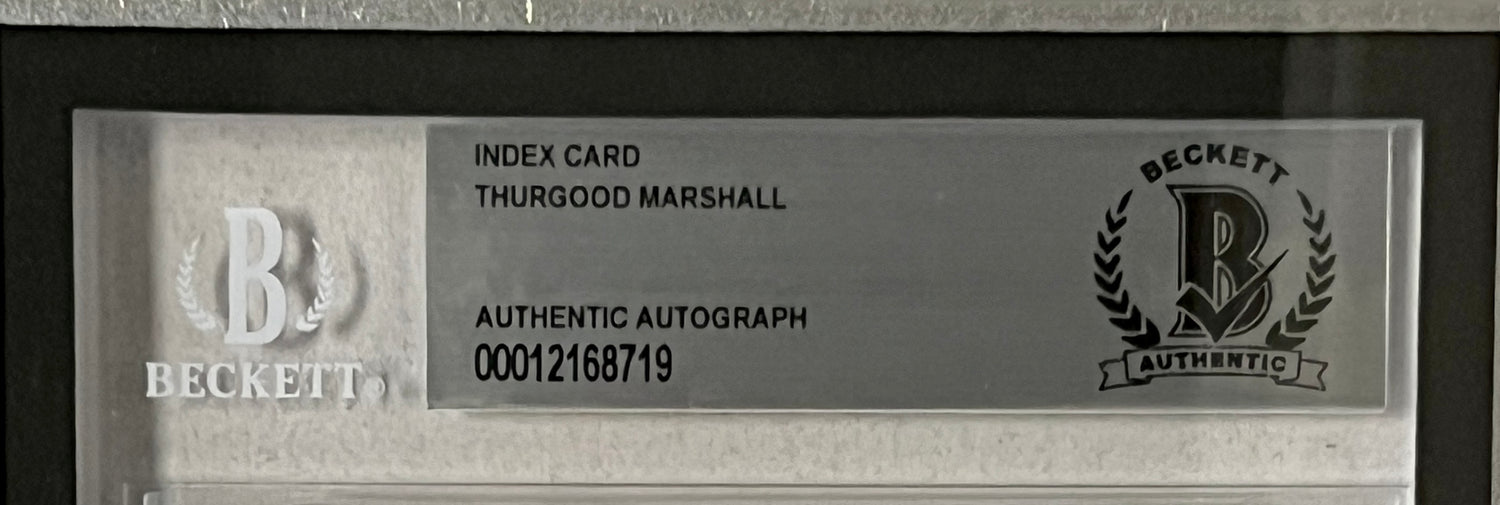 INDEX CARD
THURGOOD MARSHALL
AUTHENTIC AUTOGRAPH
00012168719
B
BECKETT®
BECKETT
B
AUTHENTIC